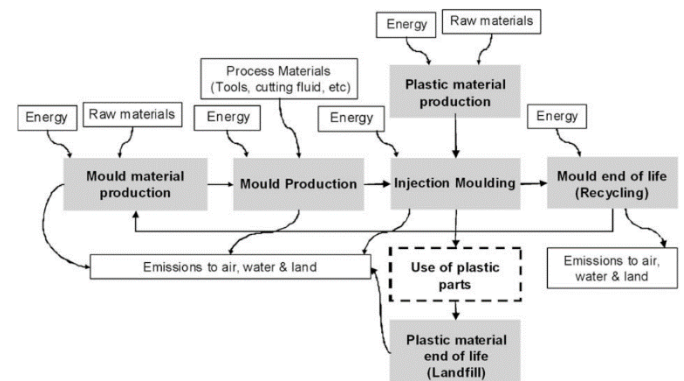 Energy
Raw materials
Process Materials
(Tools, cutting fluid, etc)
Plastic material
production
Energy
Raw materials
Energy
Energy
Energy
Mould material
production
Mould Production
Injection Moulding
Mould end of life
(Recycling)
Emissions to air, water & land
Use of plastic
parts
Emissions to air,
water & land
Plastic material
end of life
(Landfill)